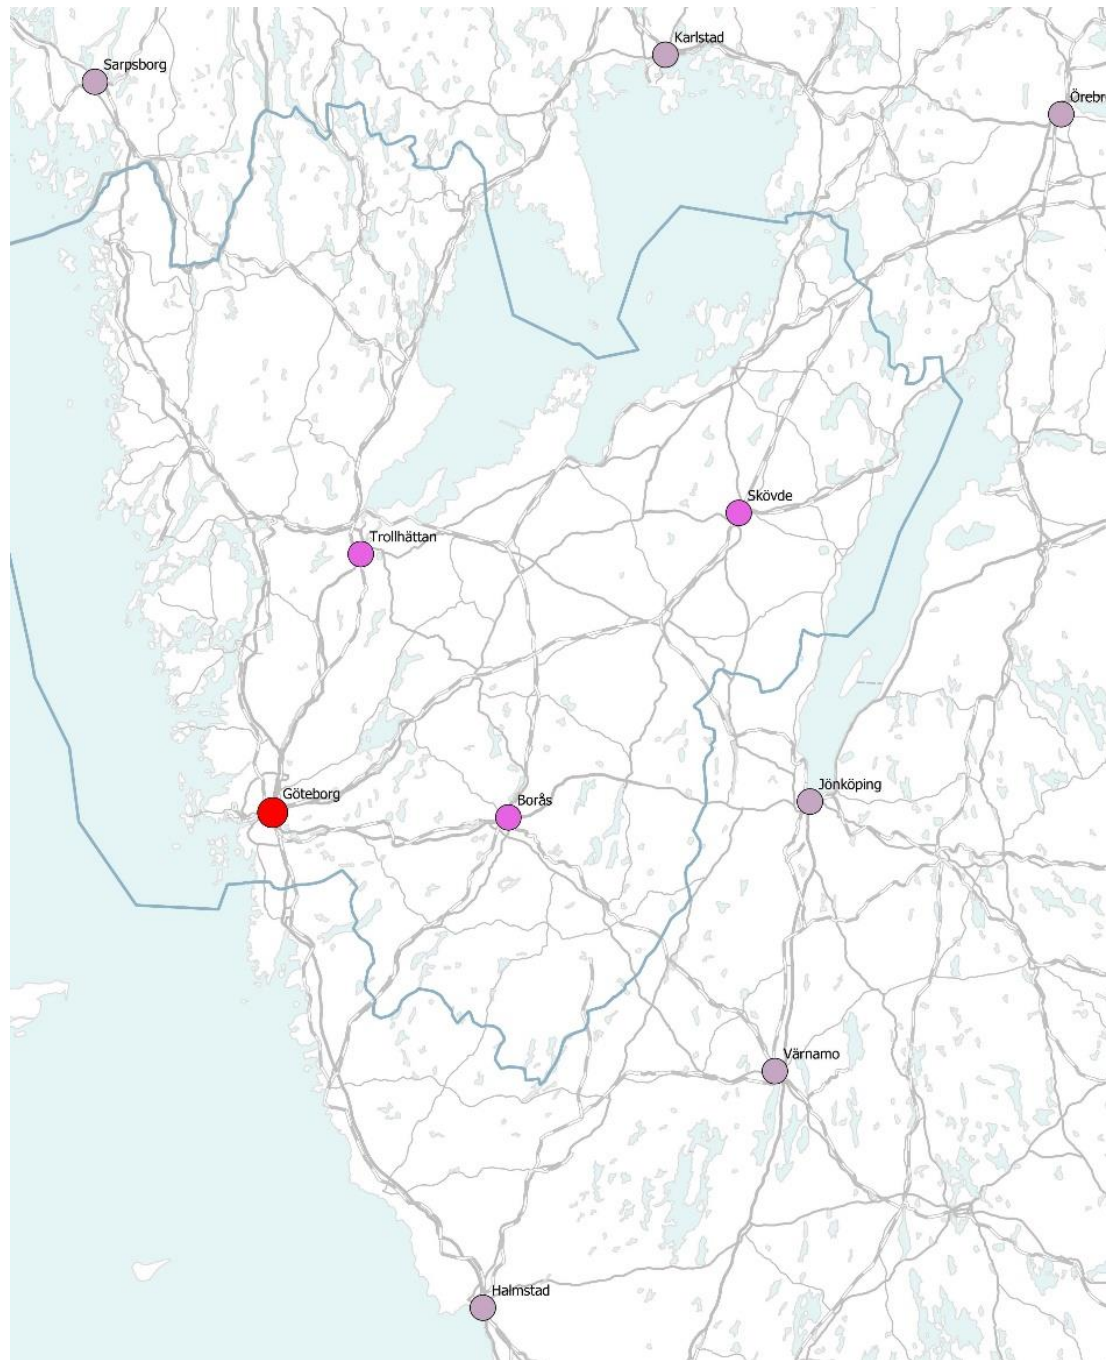 Karlstad
Sarpsborg
Örebr
Skövde
Trollhättan
Jönköping
Göteborg
Borås
Värnamo
Halmstad